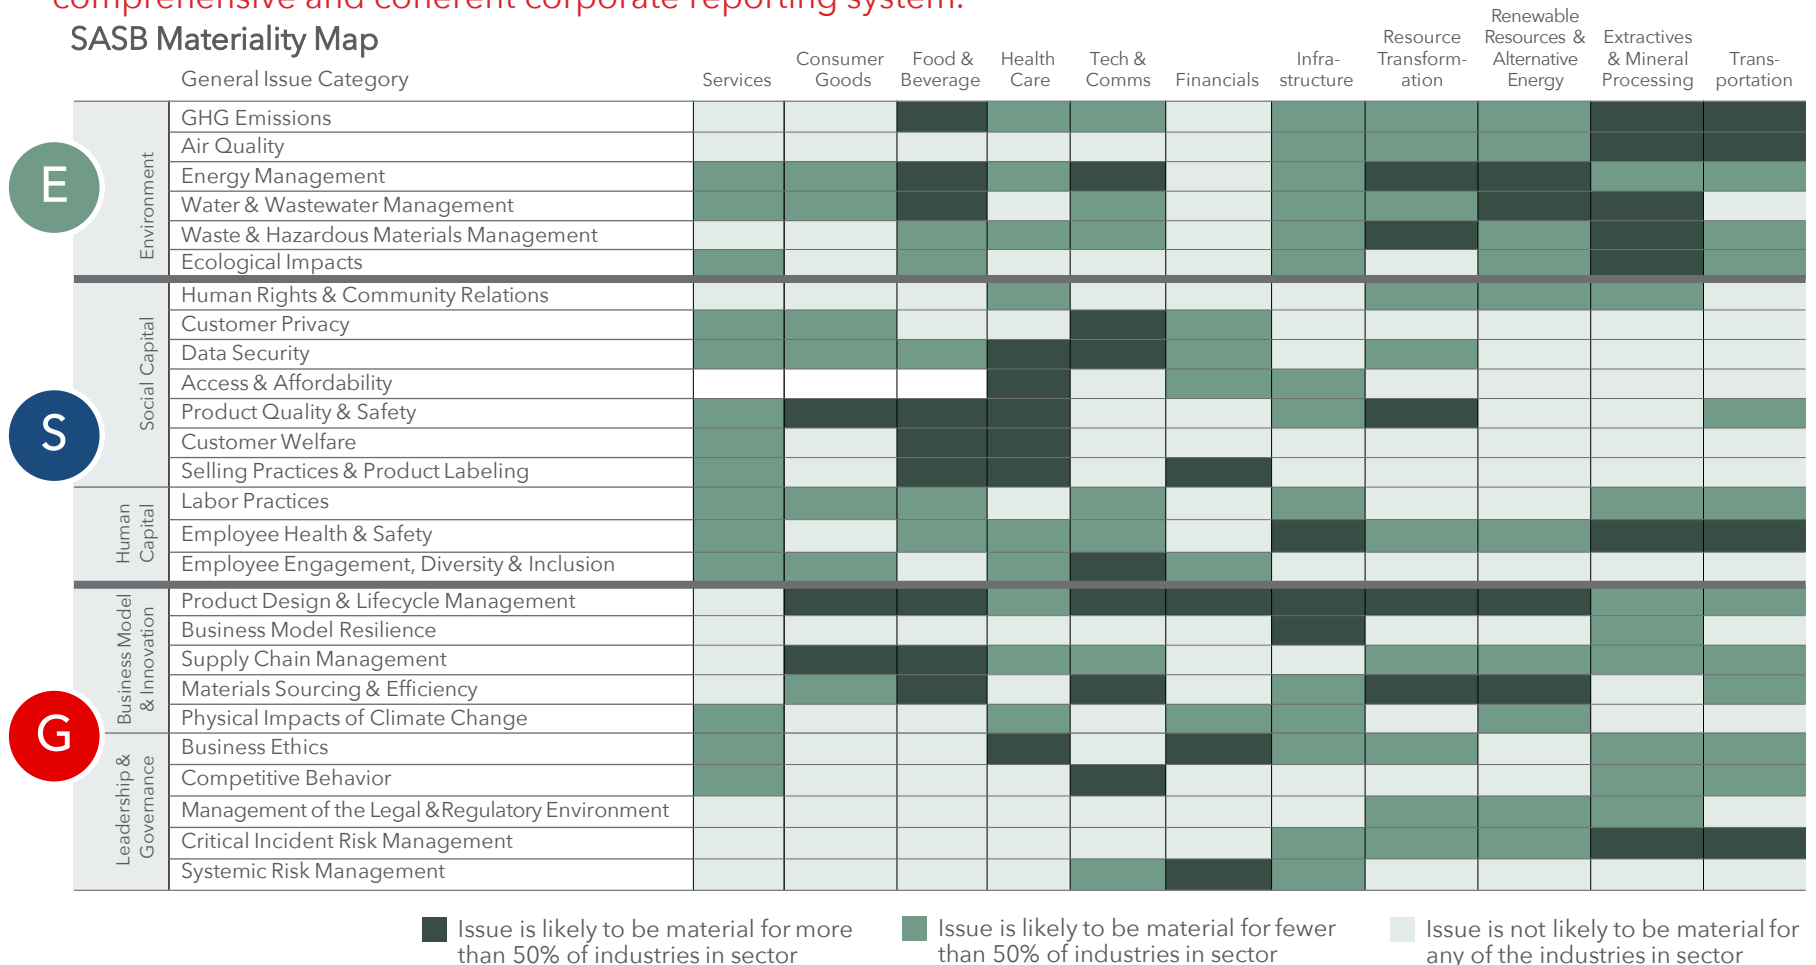 comprehensive and coherent corporate reporting system.
SASB Materiality Map
General Issue Category
Services
Consumer
Goods
Food &
Beverage
Health
Care
Tech &
Comms
Financials
Infra-
structure
Resource
Transform-
ation
Renewable
Resources &
Alternative
Energy
Extractives
& Mineral
Processing
Trans-
portation
E
Environment
GHG Emissions
Air Quality
Energy Management
Water & Wastewater Management
Waste & Hazardous Materials Management
Ecological Impacts
S
Social Capital
Human Rights & Community Relations
Customer Privacy
Data Security
Access & Affordability
Product Quality & Safety
Customer Welfare
Selling Practices & Product Labeling
Human
Capital
Labor Practices
Employee Health & Safety
Employee Engagement, Diversity & Inclusion
G
Business Model
& Innovation
Product Design & Lifecycle Management
Business Model Resilience
Supply Chain Management
Materials Sourcing & Efficiency
Physical Impacts of Climate Change
Leadership &
Governance
Business Ethics
Competitive Behavior
Management of the Legal & Regulatory Environment
Critical Incident Risk Management
Systemic Risk Management
Issue is likely to be material for more
than 50% of industries in sector
Issue is likely to be material for fewer
than 50% of industries in sector
Issue is not likely to be material for
any of the industries in sector